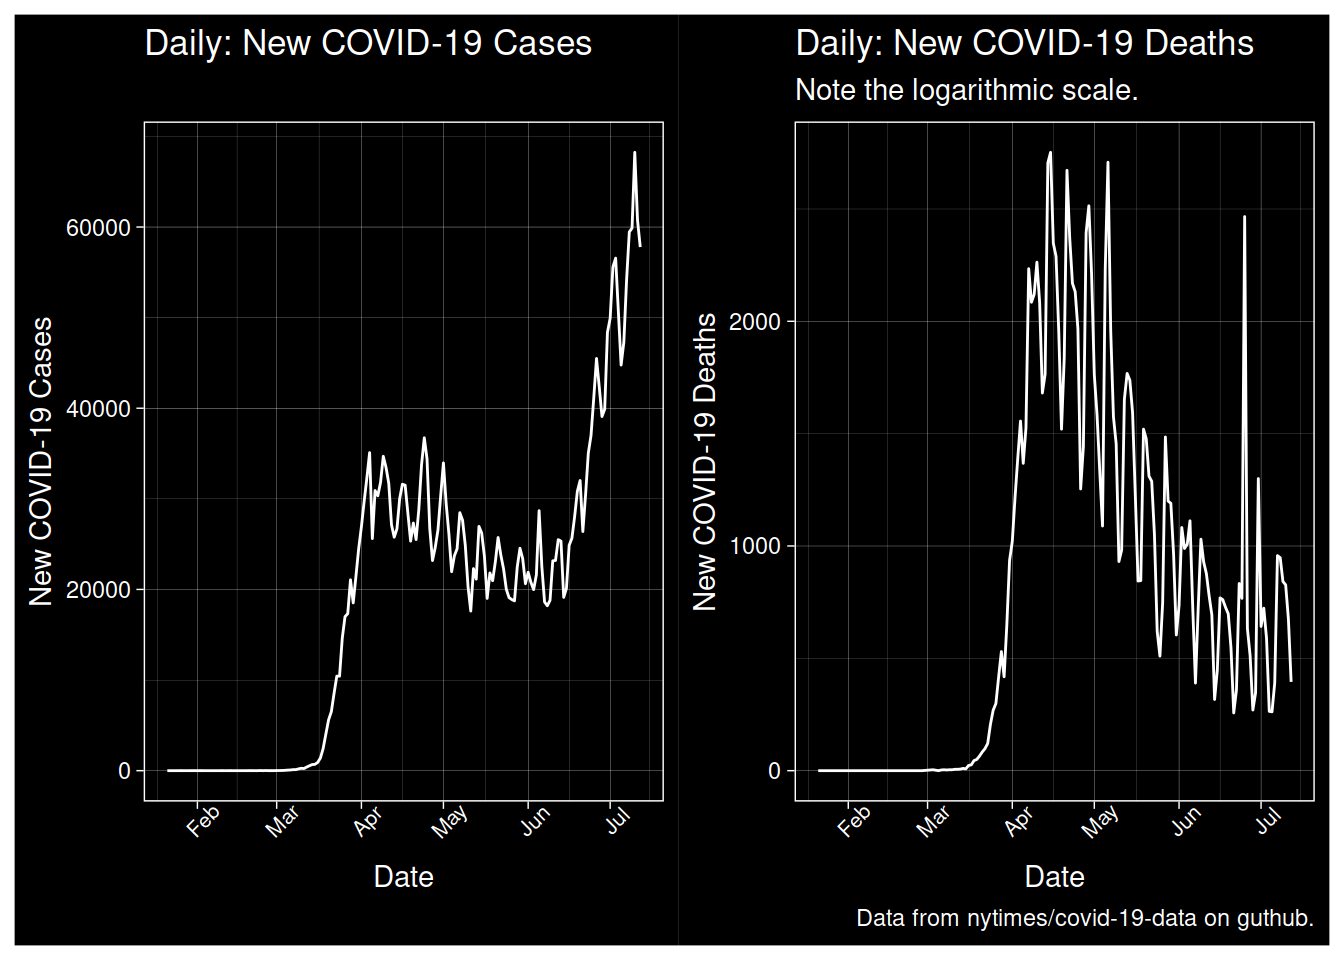 Daily: New COVID-19 Cases
New COVID-19 Cases
60000
40000
20000
0
Feb
Mar
Apr
May
Jun
Jul
Date
Daily: New COVID-19 Deaths
Note the logarithmic scale.
New COVID-19 Deaths
2000
1000
0
Feb
Mar
Apr
May
Jun
Jul
Date
Data from nytimes/covid-19-data on guthub.